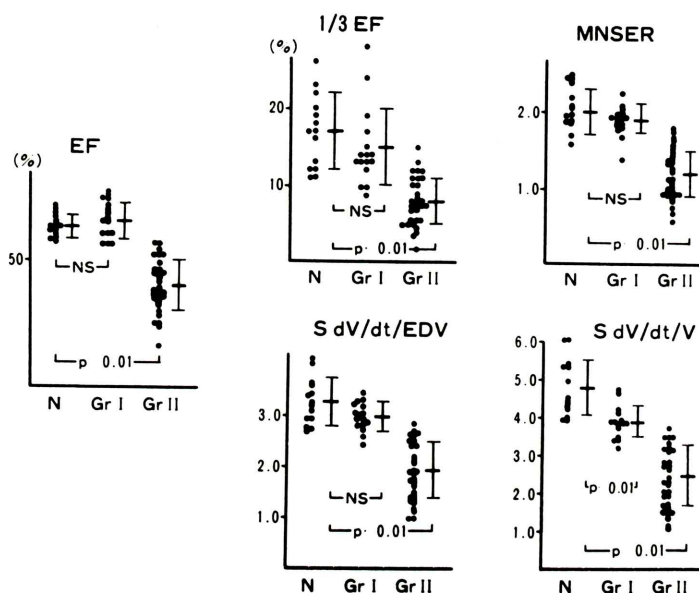 EF
(%)
50
NS
p 0.01
N Gr I Gr II
1/3 EF
(%)
20
10
NS
p· 0.01
N Gr I Gr II
MNSER
2.0
1.0
NS
p· 0.01
N Gr I Gr II
S dV/dt/EDV
3.0
2.0
1.0
NS
p· 0.01
N Gr I Gr II
S dV/dt/V
6.0
5.0
4.0
3.0
2.0
1.0
p· 0.01
p 0.01
N Gr I Gr II